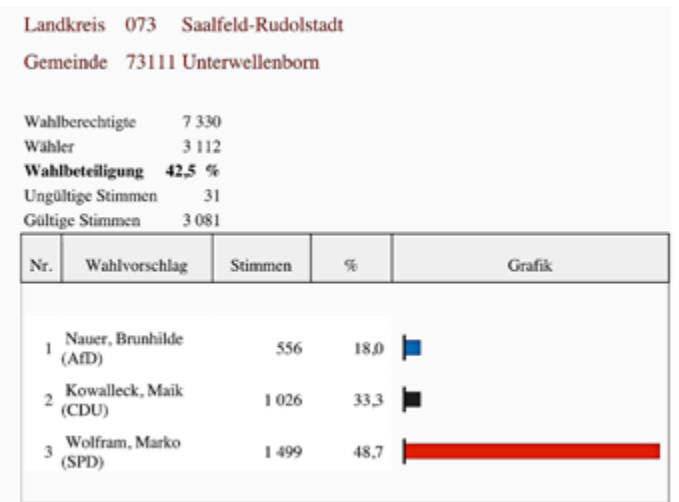 Landkreis 073 Saalfeld-Rudolstadt
Gemeinde 73111 Unterwellenborn
Wahlberechtigte 7 330
Wähler 3 112
Wahlbeteiligung 42,5 %
Ungültige Stimmen 31
Gültige Stimmen 3 081
Nr. Wahlvorschlag Stimmen % Grafik
1 Nauer, Brunhilde (AfD) 556 18,0
2 Kowalleck, Maik (CDU) 1 026 33,3
3 Wolfram, Marko (SPD) 1 499 48,7